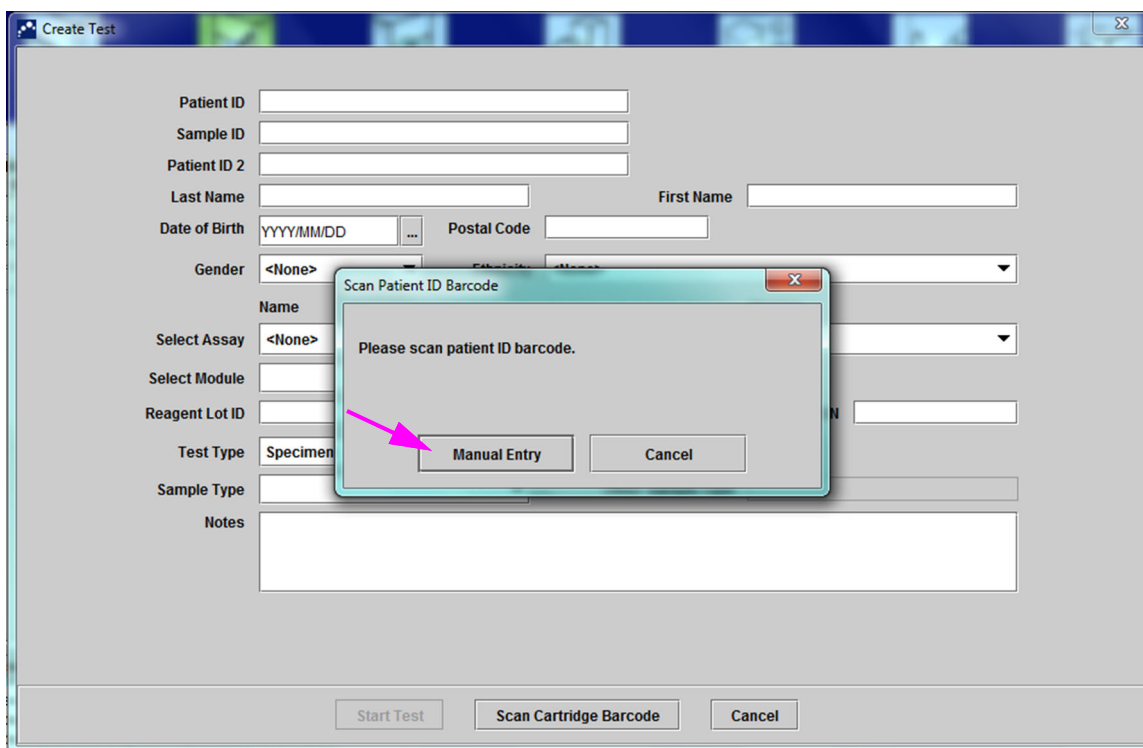 Create Test
Patient ID
Sample ID
Patient ID 2
Last Name First Name
Date of Birth YYYY/MM/DD ... Postal Code
Gender <None> Ethnicity <None>
Scan Patient ID Barcode
Name
Select Assay <None>
Please scan patient ID barcode.
Select Module
Reagent Lot ID N
Test Type Specimen
Manual Entry Cancel
Sample Type
Notes
Start Test Scan Cartridge Barcode Cancel